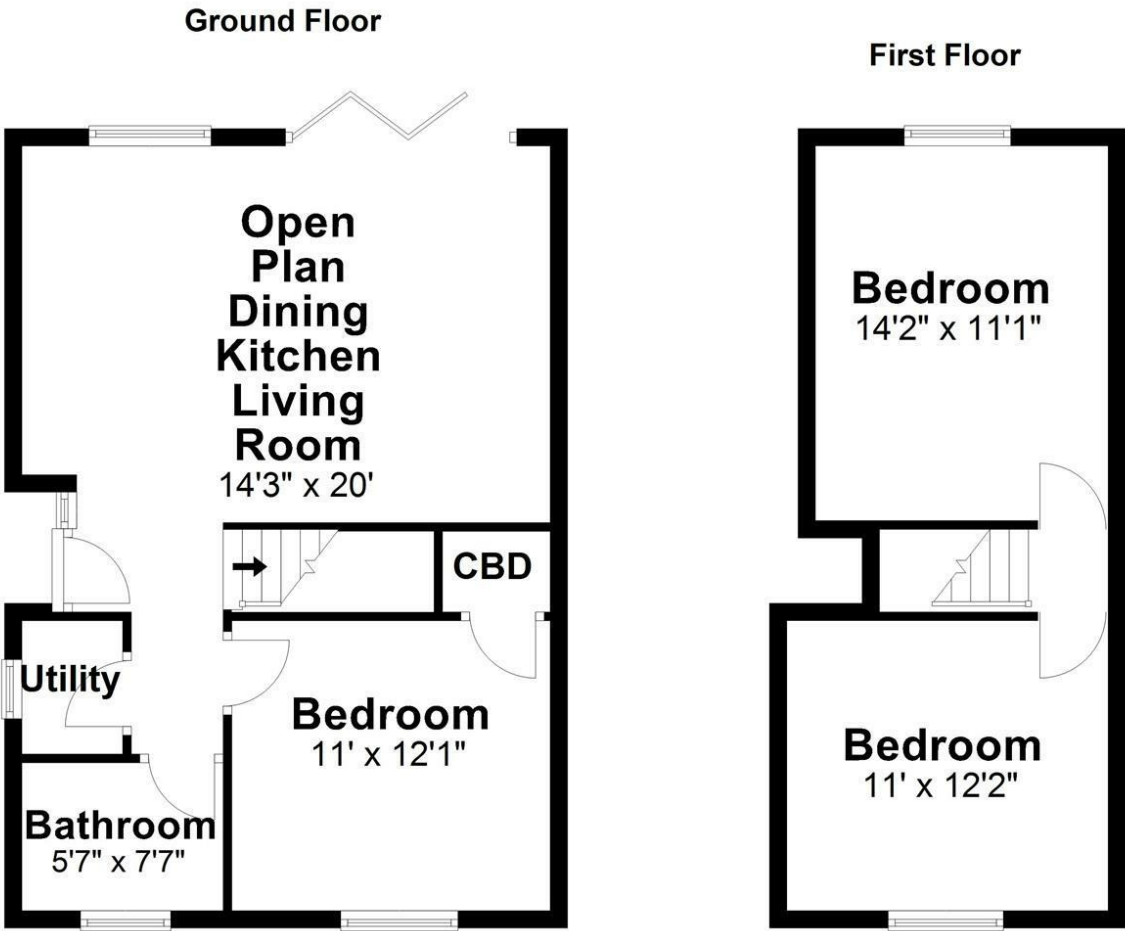 Ground Floor
Open
Plan
Dining
Kitchen
Living
Room
14'3" x 20'
CBD
Utility
Bedroom
11' x 12'1"
Bathroom
5'7" x 7'7"
First Floor
Bedroom
14'2" x 11'1"
Bedroom
11' x 12'2"